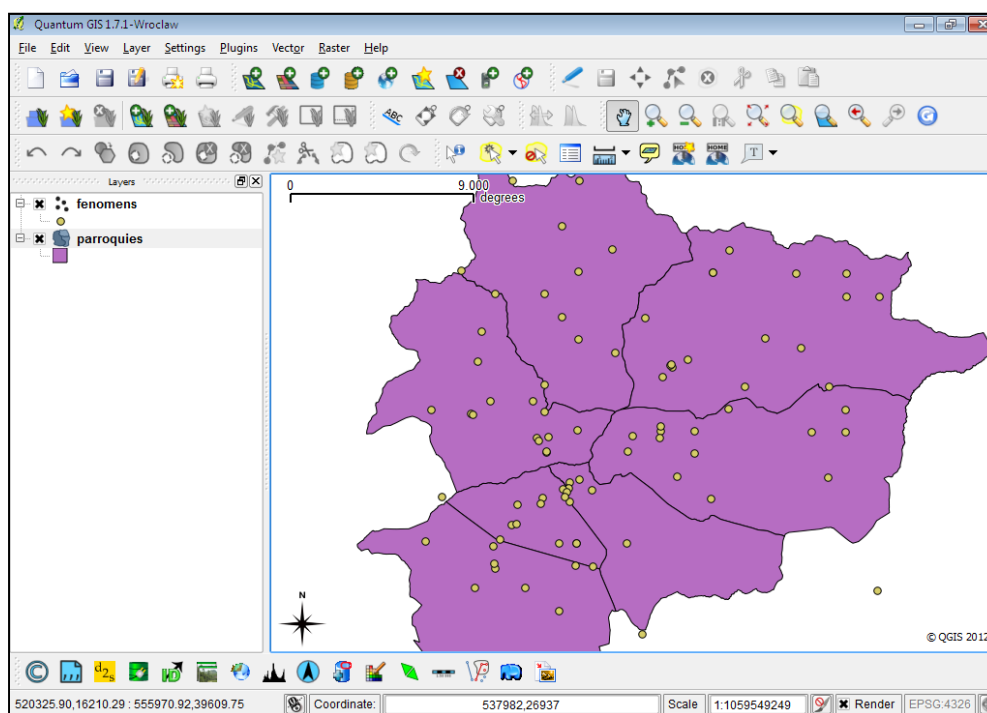 Quantum GIS 1.7.1-Wroclaw
File Edit View Layer Settings Plugins Vector Raster Help
ABC
T
Layers
fenomens
parroquies
0 9.000
degrees
N
© QGIS 2012
d2s
520325.90,16210.29 : 555970.92,39609.75 Coordinate: 537982,26937 Scale 1:1059549249 Render EPSG:4326